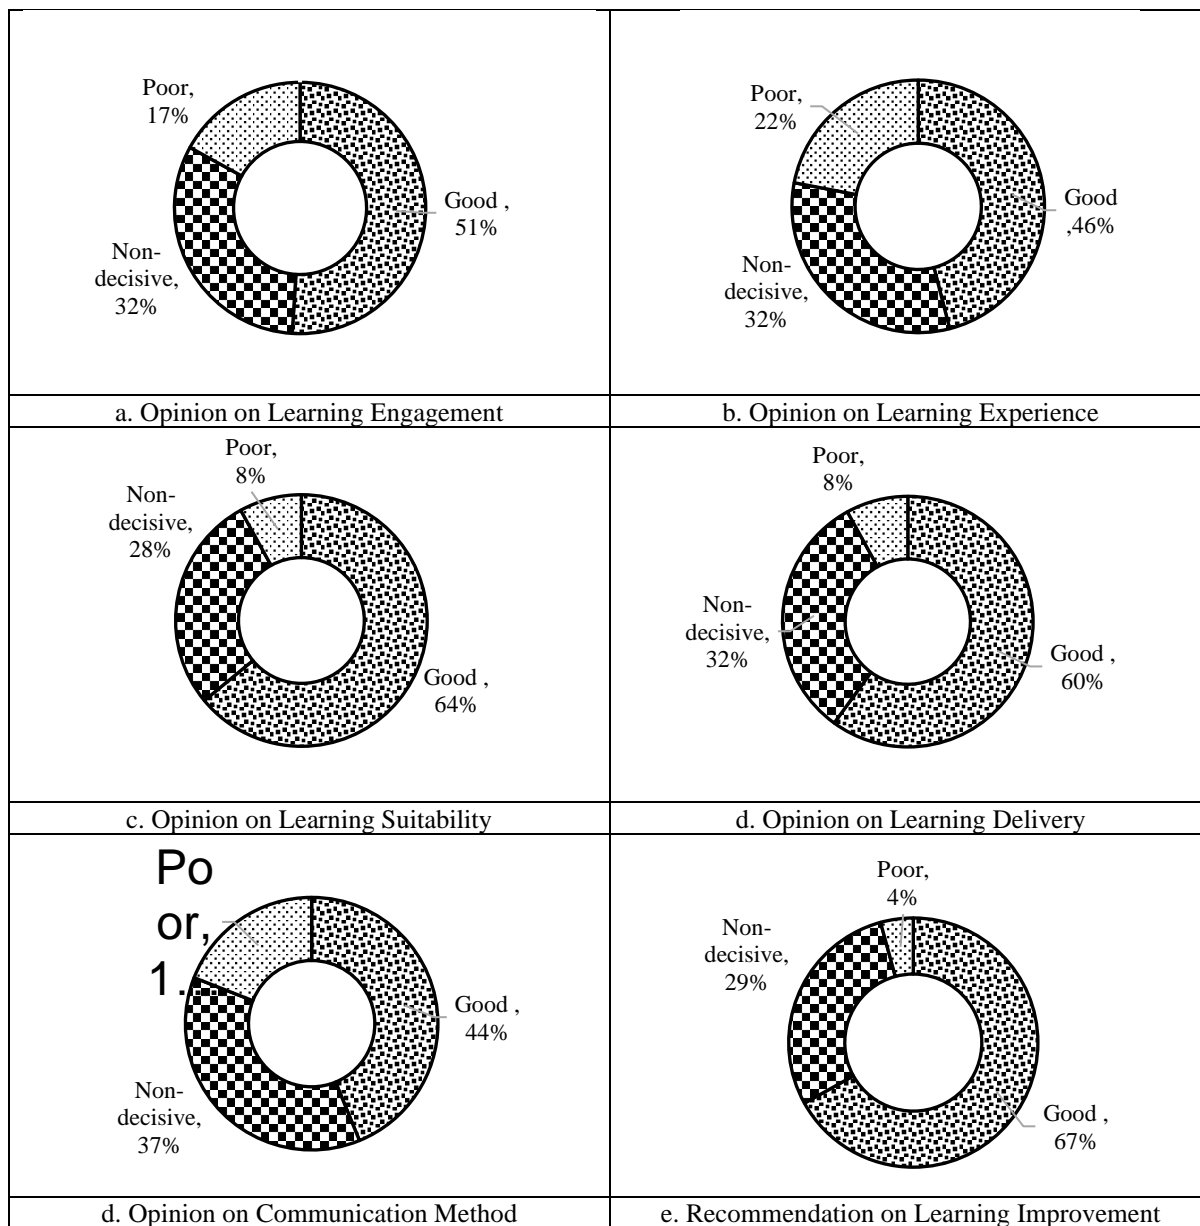 Poor,
17%
Good ,
51%
Non-
decisive,
32%
a. Opinion on Learning Engagement
Poor,
22%
Good
,46%
Non-
decisive,
32%
b. Opinion on Learning Experience
Poor,
8%
Non-
decisive,
28%
Good ,
64%
c. Opinion on Learning Suitability
Poor,
8%
Non-
decisive,
32%
Good ,
60%
d. Opinion on Learning Delivery
Po
or,
1...
Good ,
44%
Non-
decisive,
37%
d. Opinion on Communication Method
Poor,
4%
Non-
decisive,
29%
Good ,
67%
e. Recommendation on Learning Improvement